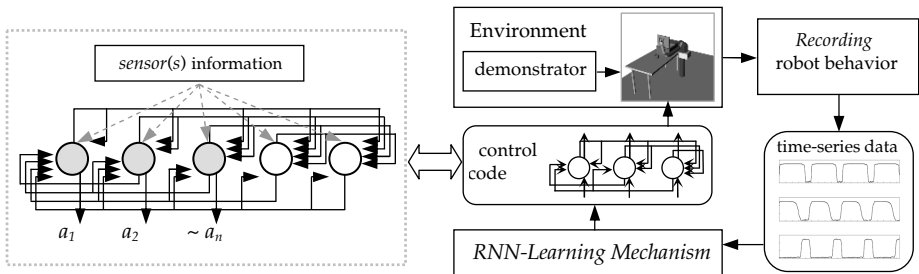 sensor(s) information
a1 a2 ~ an
Environment
demonstrator
control
code
RNN-Learning Mechanism
Recording
robot behavior
time-series data